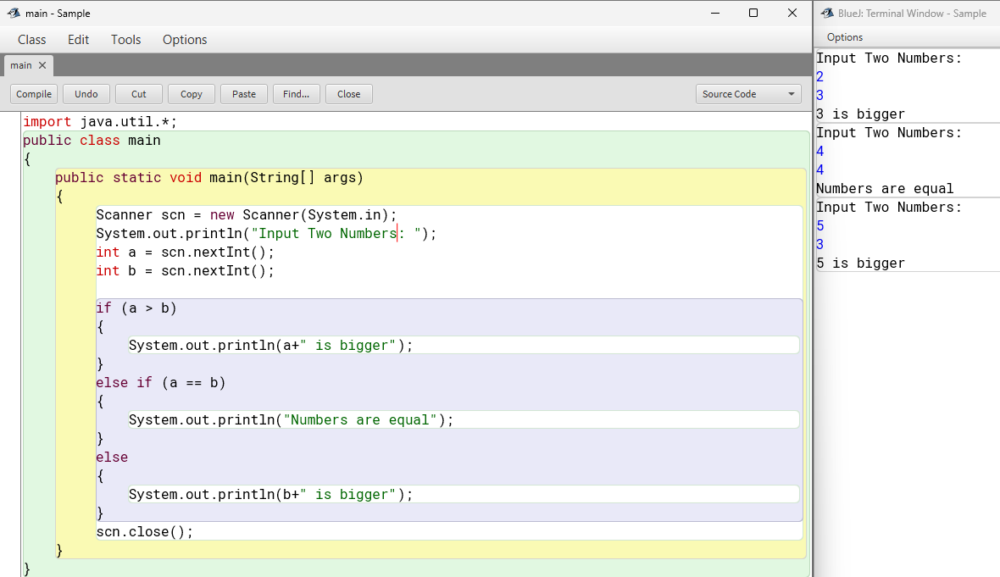 main - Sample
Class Edit Tools Options
main
Compile Undo Cut Copy Paste Find... Close Source Code
import java.util.*;
public class main
{
    public static void main(String[] args)
    {
        Scanner scn = new Scanner(System.in);
        System.out.println("Input Two Numbers: ");
        int a = scn.nextInt();
        int b = scn.nextInt();

        if (a > b)
        {
            System.out.println(a+" is bigger");
        }
        else if (a == b)
        {
            System.out.println("Numbers are equal");
        }
        else
        {
            System.out.println(b+" is bigger");
        }
        scn.close();
    }
}
BlueJ: Terminal Window - Sample
Options
Input Two Numbers:
2
3
3 is bigger
Input Two Numbers:
4
4
Numbers are equal
Input Two Numbers:
5
3
5 is bigger